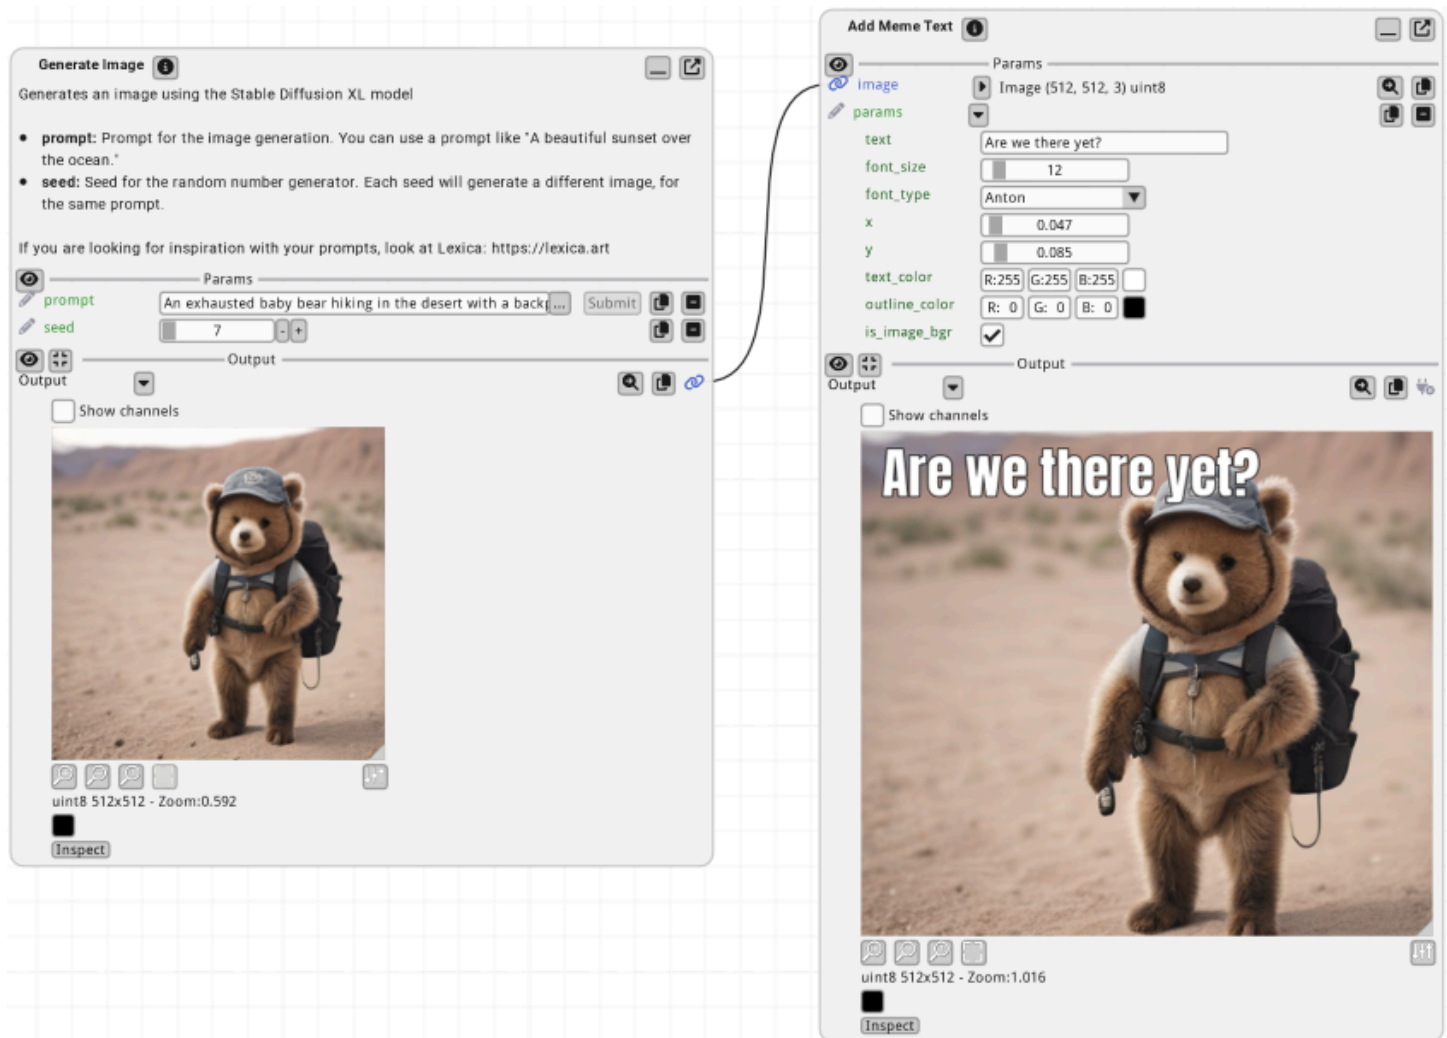 Generate Image
Generates an image using the Stable Diffusion XL model
prompt: Prompt for the image generation. You can use a prompt like "A beautiful sunset over
the ocean."
seed: Seed for the random number generator. Each seed will generate a different image, for
the same prompt.
If you are looking for inspiration with your prompts, look at Lexica: https://lexica.art
Params
prompt An exhausted baby bear hiking in the desert with a back ... Submit
seed 7 - +
Output
Output
Show channels
uint8 512x512 - Zoom:0.592
Inspect
Add Meme Text
Params
image Image (512, 512, 3) uint8
params
text Are we there yet?
font_size 12
font_type Anton
x 0.047
y 0.085
text_color R:255 G:255 B:255
outline_color R: 0 G: 0 B: 0
is_image_bgr
Output
Output
Show channels
Are we there yet?
uint8 512x512 - Zoom:1.016
Inspect